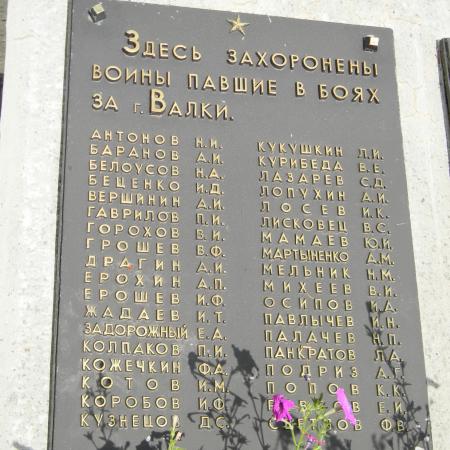 Здесь захоронены
воины павшие в боях
за г. Валки.
Антонов Н.И.
Баранов А.И.
Белоусов Н.А.
Бещенко И.Д.
Вершинин А.И.
Гаврилов П.И.
Горохов В.И.
Грошев В.Ф.
Драгин А.И.
Ерохин А.П.
Ерошев И.Ф.
Жадаев И.Т.
Задорожный Е.А.
Колпаков П.И.
Кожечкин Ф.А.
Котов И.М.
Коробов И.Ф.
Кузнецов Д.С.
Кукушкин Л.И.
Курибеда В.Е.
Лазарев С.Д.
Лопухин А.И.
Лосев И.К.
Лисковец В.С.
Мамаев Ю.И.
Мартыненко А.М.
Мельник Н.М.
Михеев В.И.
Осипов А.И.
Павлычев И.Н.
Палачев Н.П.
Панкратов Л.А.
Подриз А.Г.
Попов К.К.
Е.И.
Ф.В.